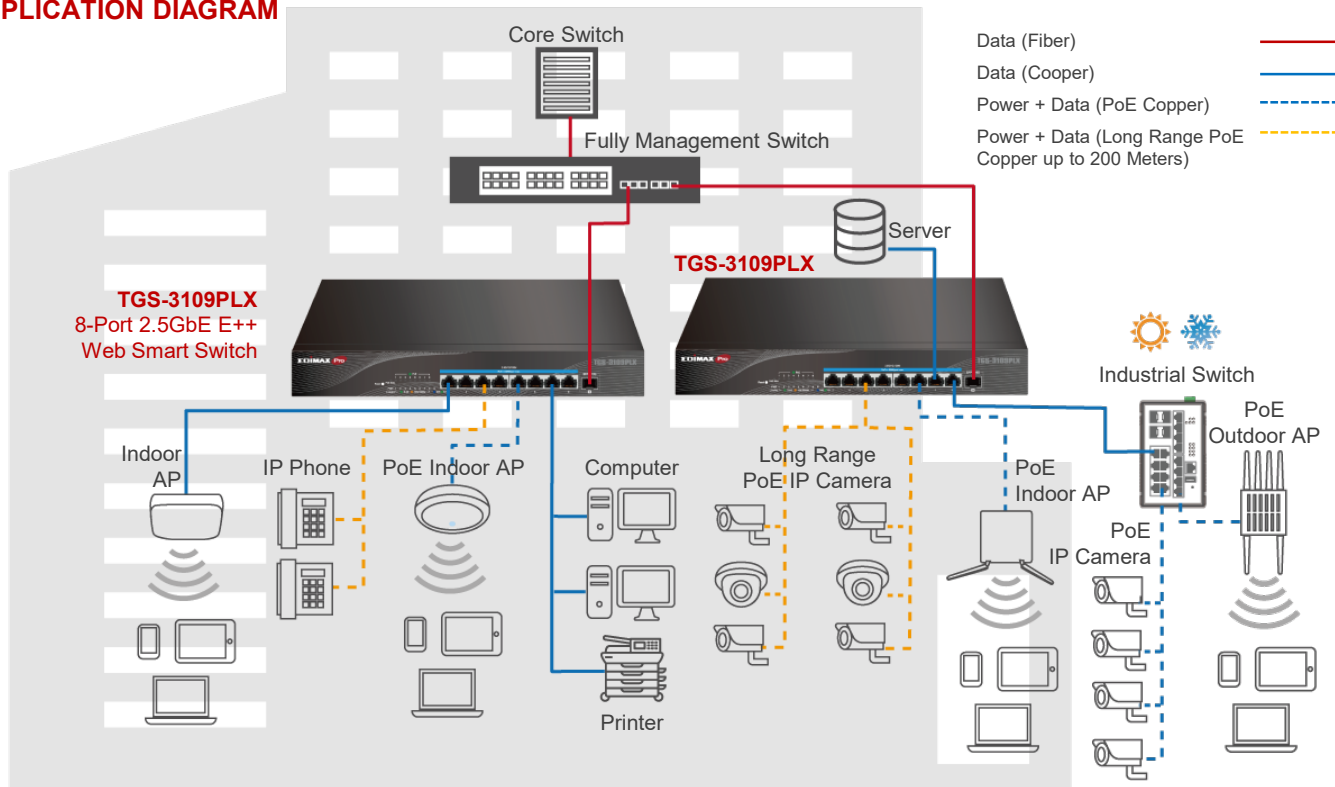 PLICATION DIAGRAM
Core Switch
Data (Fiber)
Data (Cooper)
Power + Data (PoE Copper)
Power + Data (Long Range PoE
Copper up to 200 Meters)
Fully Management Switch
Server
TGS-3109PLX
TGS-3109PLX
8-Port 2.5GbE E++
Web Smart Switch
EDIMAX Pro
TGS-3109PLX
EDIMAX Pro
TGS-3109PLX
Industrial Switch
PoE
Outdoor AP
Indoor
AP
IP Phone
PoE Indoor AP
Computer
Long Range
PoE IP Camera
PoE
Indoor AP
PoE
IP Camera
Printer